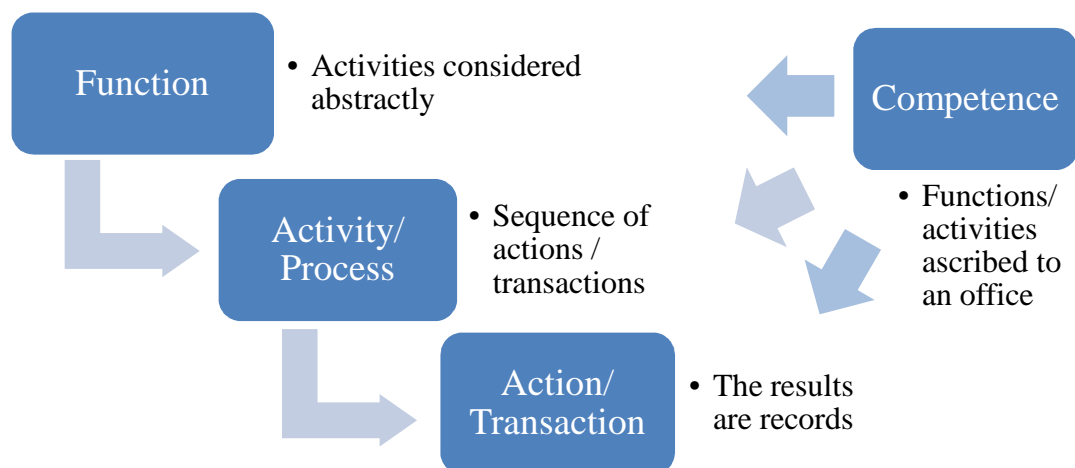 Function
• Activities considered
abstractly
Competence
• Functions/
activities
ascribed to
an office
Activity/
Process
• Sequence of
actions /
transactions
Action/
Transaction
• The results
are records